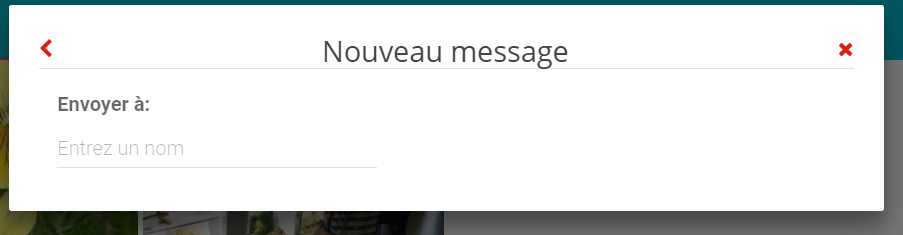 Nouveau message
Envoyer à:
Entrez un nom